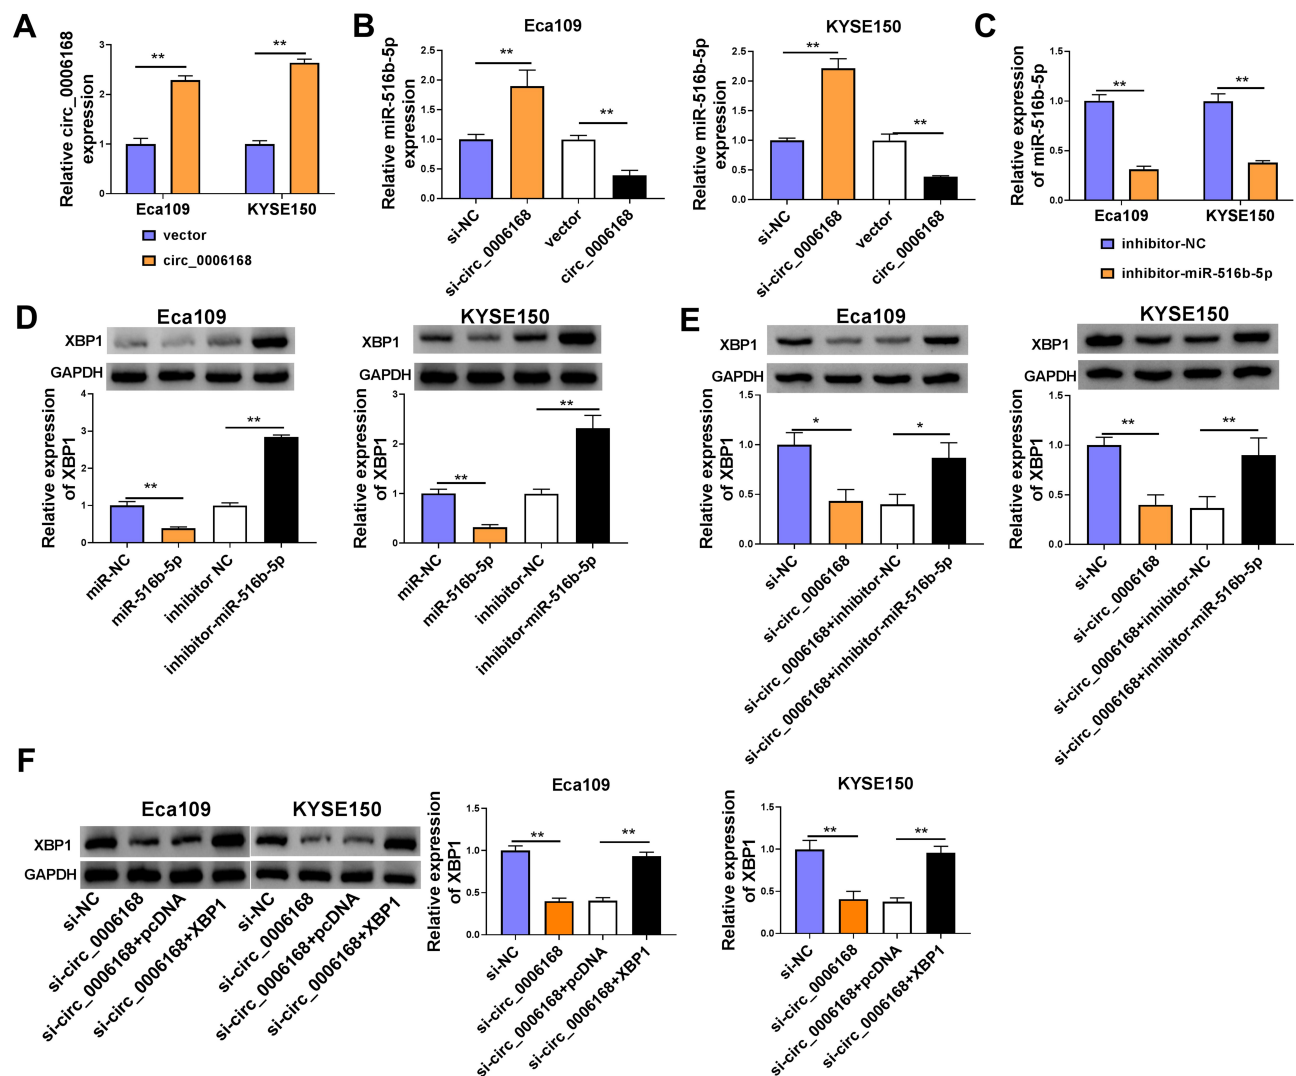 A
Relative circ_0006168
expression
3
2
1
0
**
**
Eca109
KYSE150
vector
circ_0006168
B
Eca109
Relative miR-516b-5p
expression
2.5
2.0
1.5
1.0
0.5
0.0
**
**
si-NC
si-circ_0006168
vector
circ_0006168
KYSE150
Relative miR-516b-5p
expression
2.5
2.0
1.5
1.0
0.5
0.0
**
**
si-NC
si-circ_0006168
vector
circ_0006168
C
Relative expression
of miR-516b-5p
1.5
1.0
0.5
0.0
**
**
Eca109
KYSE150
inhibitor-NC
inhibitor-miR-516b-5p
D
Eca109
XBP1
GAPDH
Relative expression
of XBP1
4
3
2
1
0
**
**
miR-NC
miR-516b-5p
inhibitor NC
inhibitor-miR-516b-5p
KYSE150
XBP1
GAPDH
Relative expression
of XBP1
3
2
1
0
**
**
miR-NC
miR-516b-5p
inhibitor-NC
inhibitor-miR-516b-5p
E
Eca109
XBP1
GAPDH
Relative expression
of XBP1
1.5
1.0
0.5
0.0
*
*
si-NC
si-circ_0006168
si-circ_0006168+inhibitor-NC
si-circ_0006168+inhibitor-miR-516b-5p
KYSE150
XBP1
GAPDH
Relative expression
of XBP1
1.5
1.0
0.5
0.0
**
**
si-NC
si-circ_0006168
si-circ_0006168+inhibitor-NC
si-circ_0006168+inhibitor-miR-516b-5p
F
Eca109
KYSE150
XBP1
GAPDH
si-NC
si-circ_0006168
si-circ_0006168+pcDNA
si-circ_0006168+XBP1
si-NC
si-circ_0006168
si-circ_0006168+pcDNA
si-circ_0006168+XBP1
Eca109
Relative expression
of XBP1
1.5
1.0
0.5
0.0
**
**
si-NC
si-circ_0006168
si-circ_0006168+pcDNA
si-circ_0006168+XBP1
KYSE150
Relative expression
of XBP1
1.5
1.0
0.5
0.0
**
**
si-NC
si-circ_0006168
si-circ_0006168+pcDNA
si-circ_0006168+XBP1